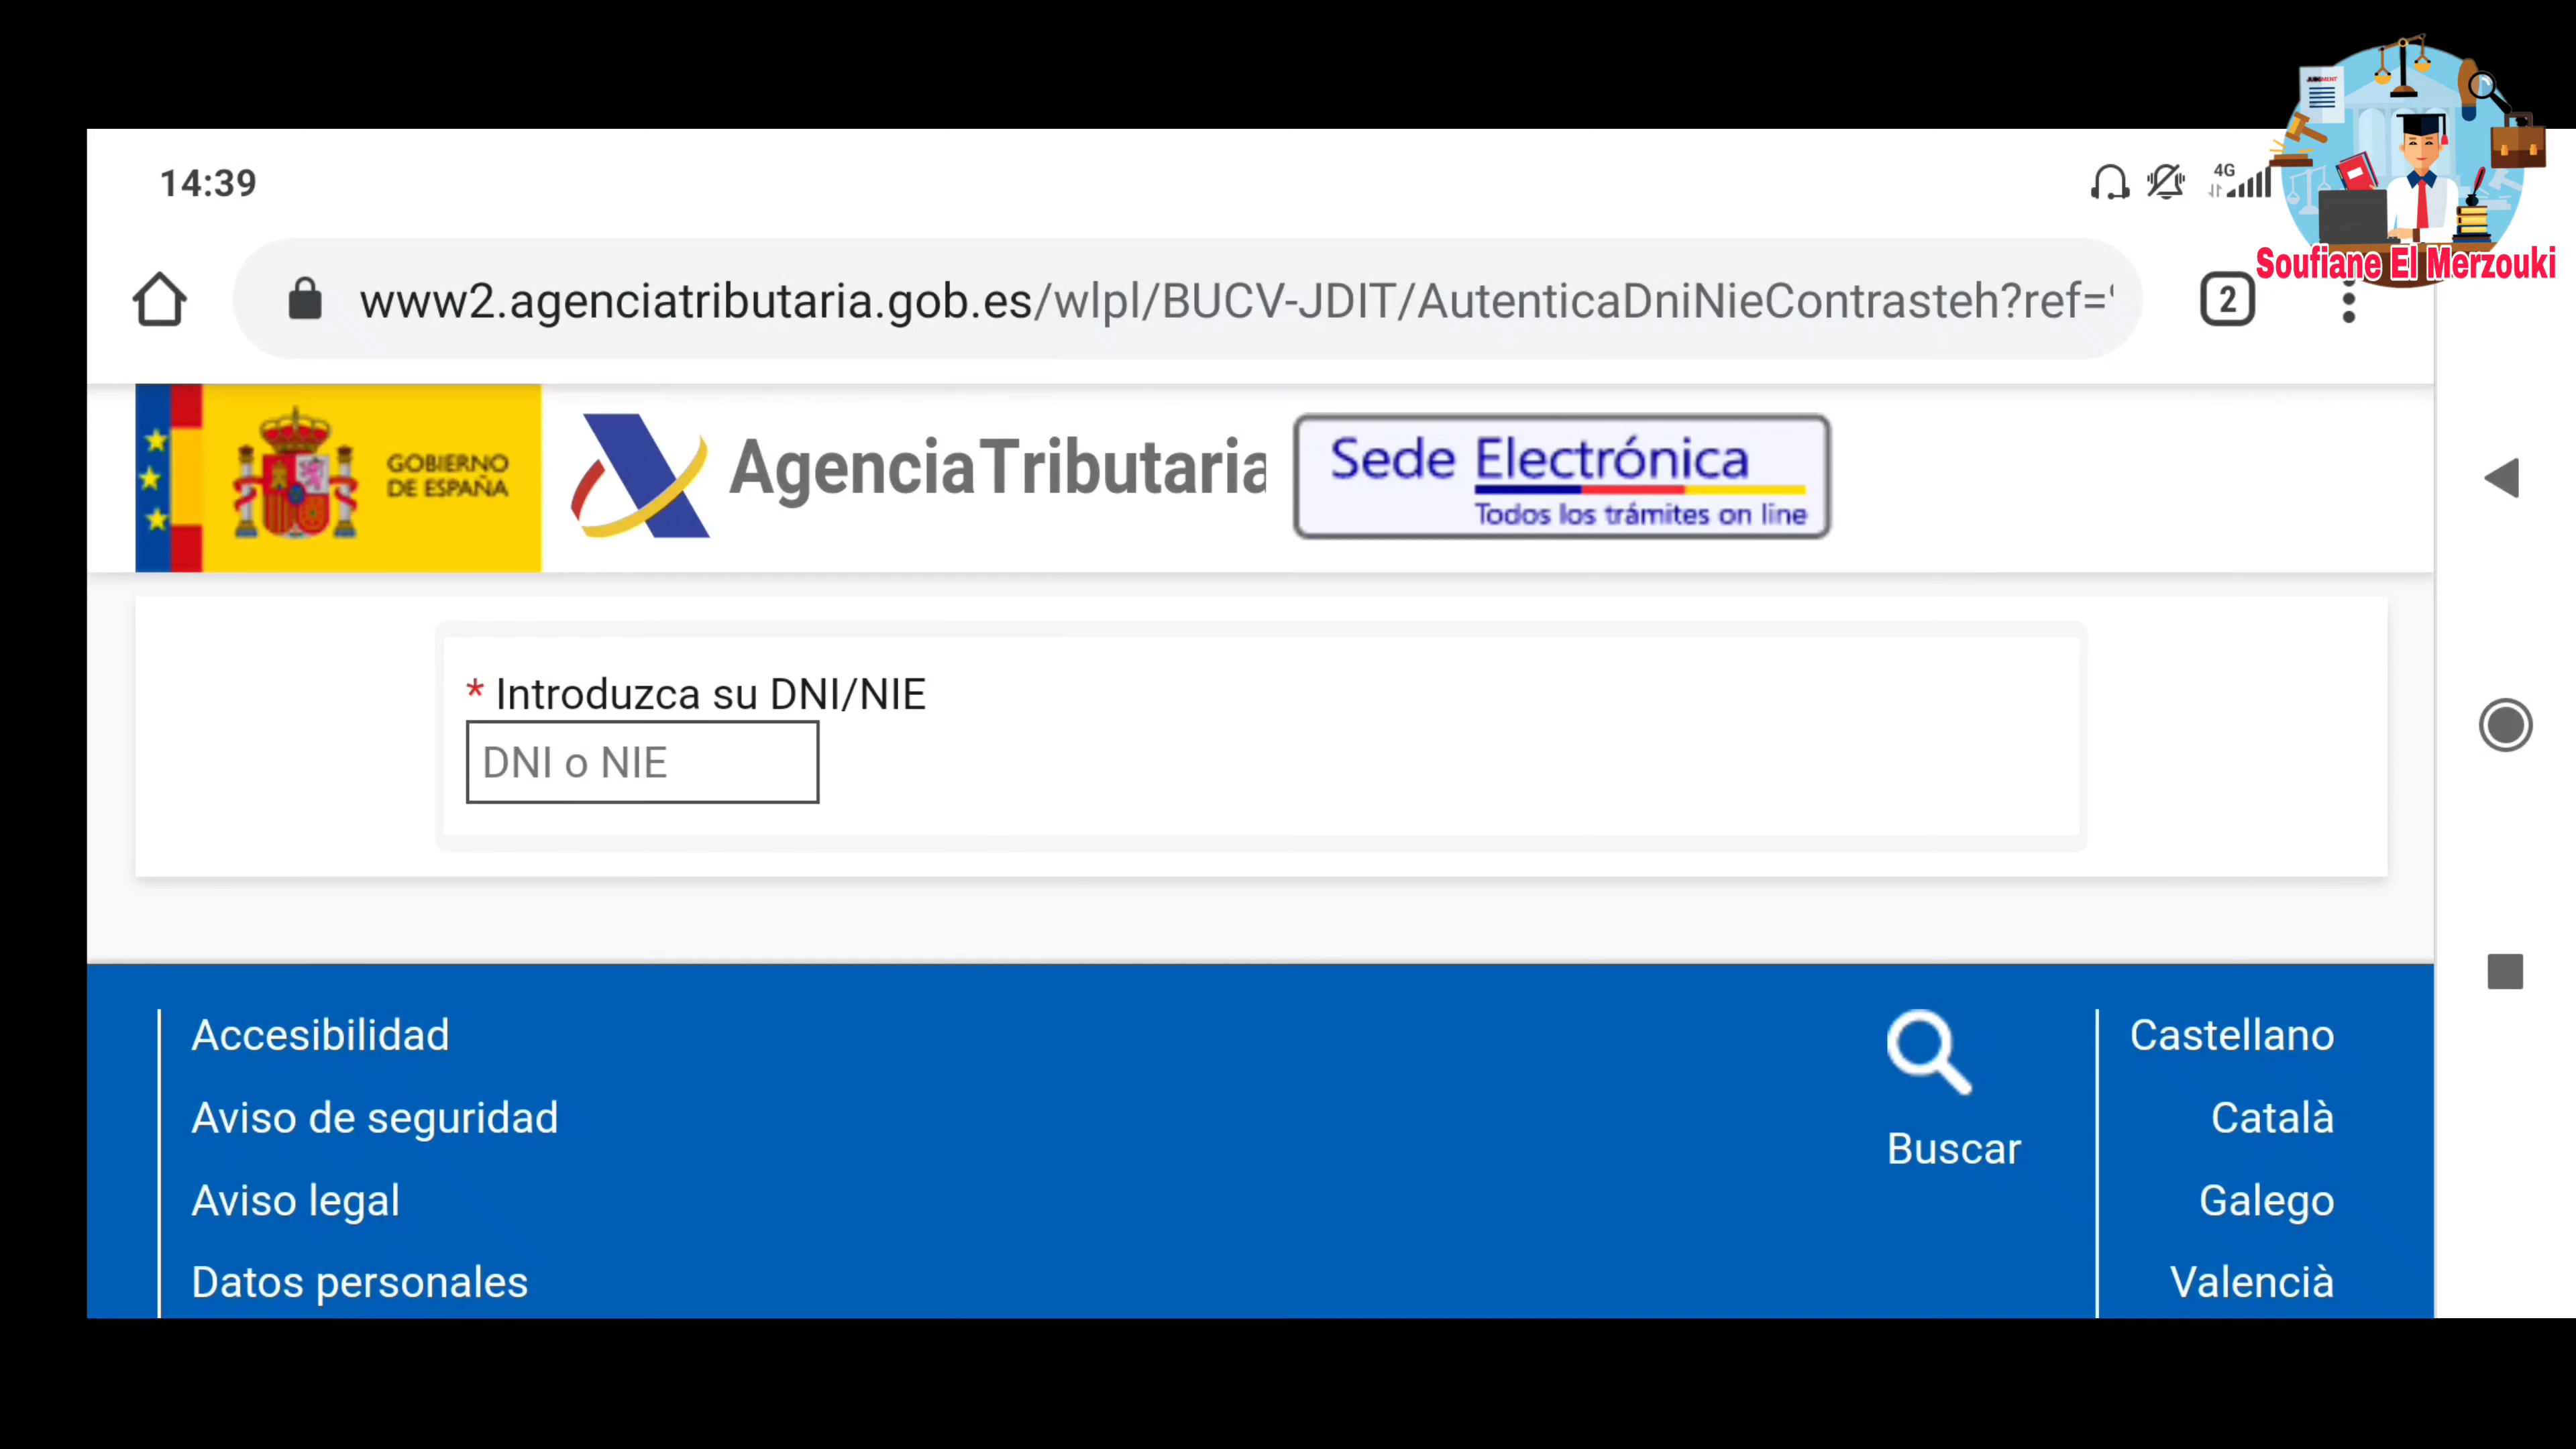 JUDGMENT
14:39
4G
Soufiane El Merzouki
www2.agenciatributaria.gob.es/wlpl/BUCV-JDIT/AutenticaDniNieContrasteh?ref=
2
GOBIERNO
DE ESPAÑA
AgenciaTributaria
Sede Electrónica
Todos los trámites on line
* Introduzca su DNI/NIE
DNI o NIE
Accesibilidad
Aviso de seguridad
Aviso legal
Datos personales
Buscar
Castellano
Català
Galego
Valencià